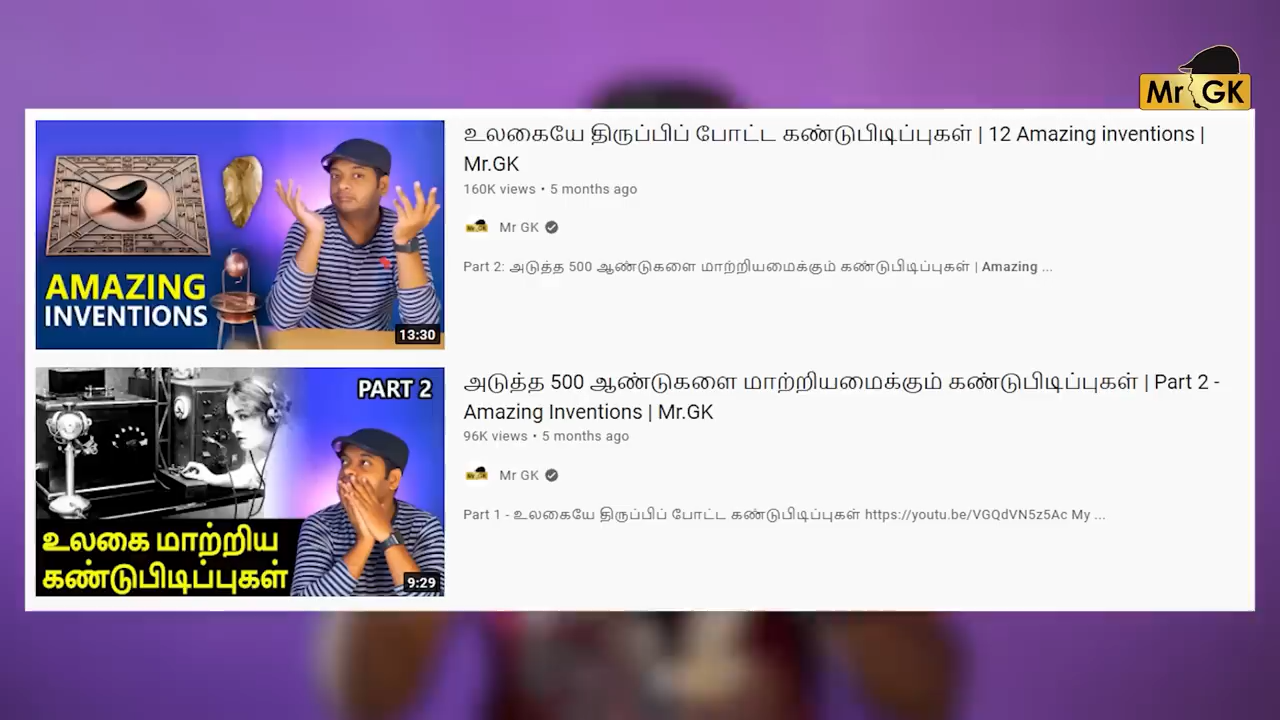 Mr GK
உலகையே திருப்பிப் போட்ட கண்டுபிடிப்புகள் | 12 Amazing inventions |
Mr.GK
160K views • 5 months ago
Mr GK
Part 2: அடுத்த 500 ஆண்டுகளை மாற்றியமைக்கும் கண்டுபிடிப்புகள் | Amazing ...
AMAZING
INVENTIONS
13:30
அடுத்த 500 ஆண்டுகளை மாற்றியமைக்கும் கண்டுபிடிப்புகள் | Part 2 -
Amazing Inventions | Mr.GK
96K views • 5 months ago
Mr GK
Part 1 - உலகையே திருப்பிப் போட்ட கண்டுபிடிப்புகள் https://youtu.be/VGQdVN5z5Ac My ...
PART 2
உலகை மாற்றிய
கண்டுபிடிப்புகள்
9:29